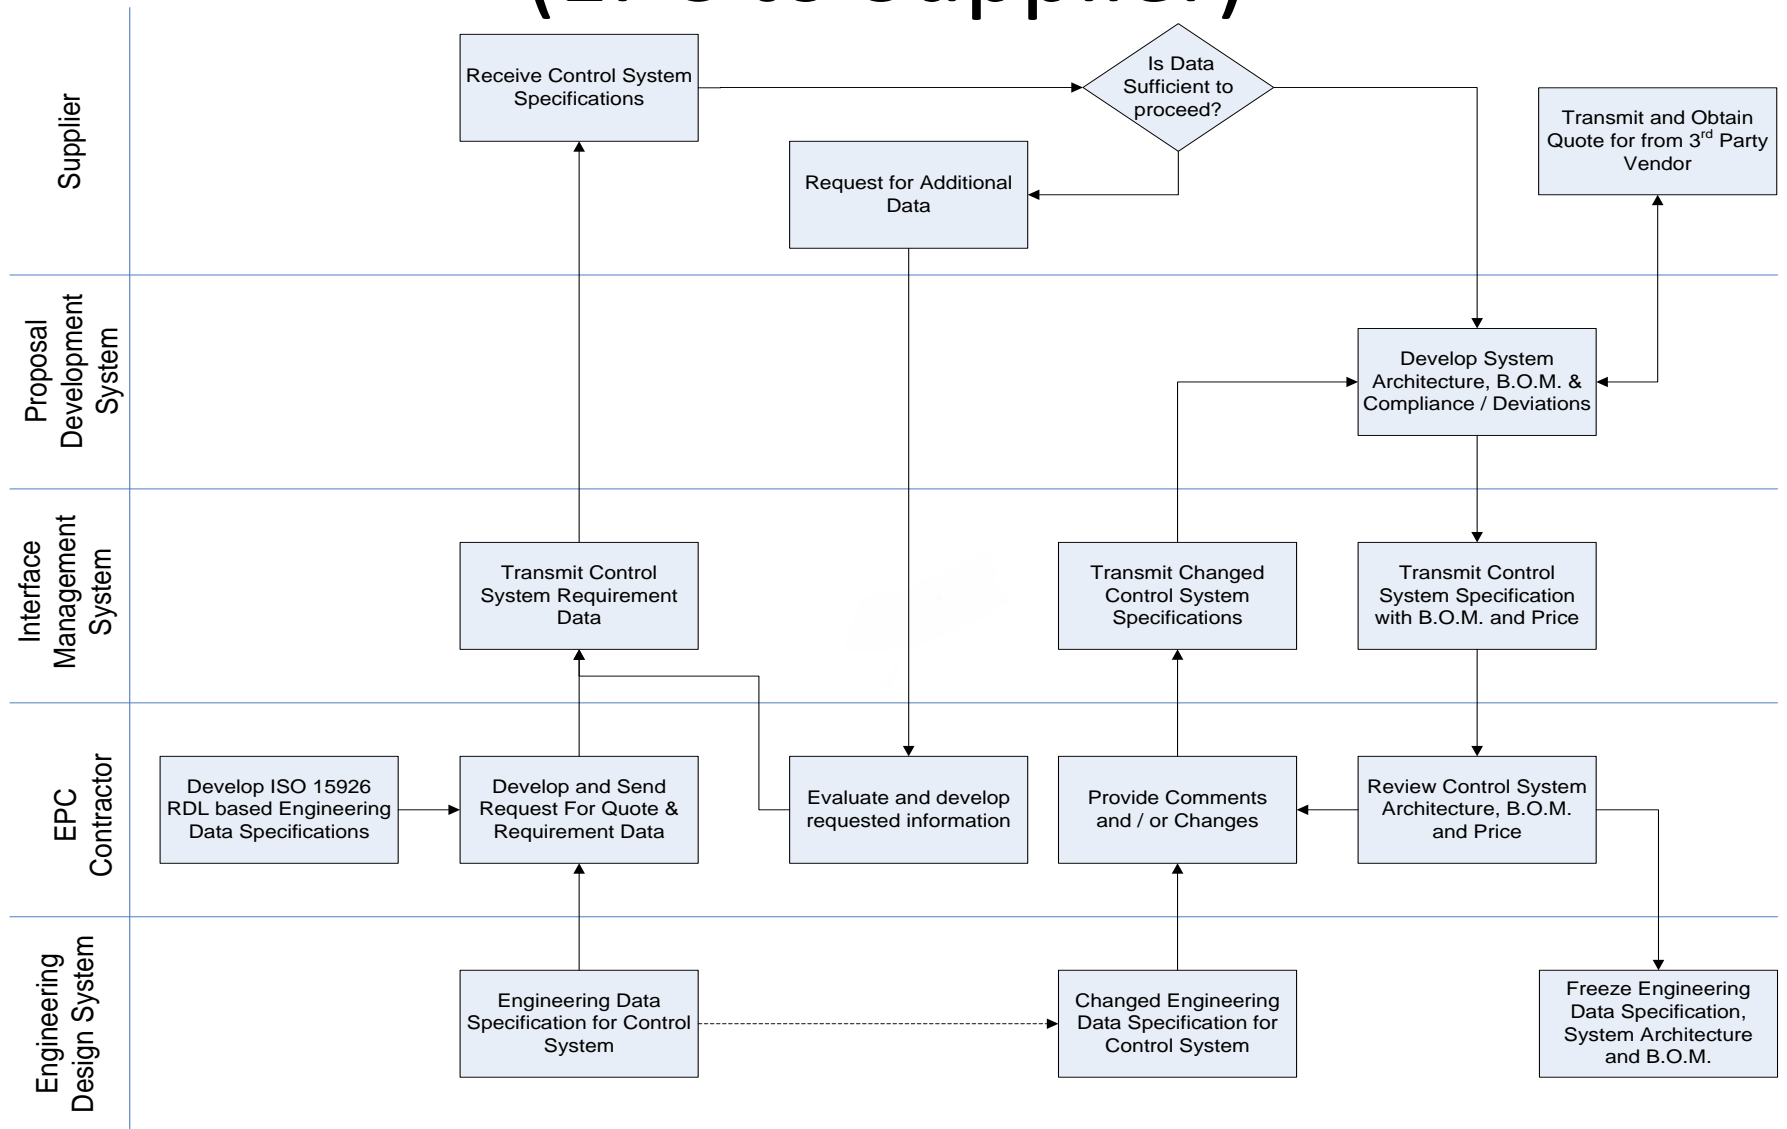 (EPC to Supplier)
Supplier
Receive Control System
Specifications
Is Data
Sufficient to
proceed?
Request for Additional
Data
Transmit and Obtain
Quote for from 3rd Party
Vendor
Proposal
Development
System
Develop System
Architecture, B.O.M. &
Compliance / Deviations
Interface
Management
System
Transmit Control
System Requirement
Data
Transmit Changed
Control System
Specifications
Transmit Control
System Specification
with B.O.M. and Price
EPC
Contractor
Develop ISO 15926
RDL based Engineering
Data Specifications
Develop and Send
Request For Quote &
Requirement Data
Evaluate and develop
requested information
Provide Comments
and / or Changes
Review Control System
Architecture, B.O.M.
and Price
Engineering
Design System
Engineering Data
Specification for Control
System
Changed Engineering
Data Specification for
Control System
Freeze Engineering
Data Specification,
System Architecture
and B.O.M.